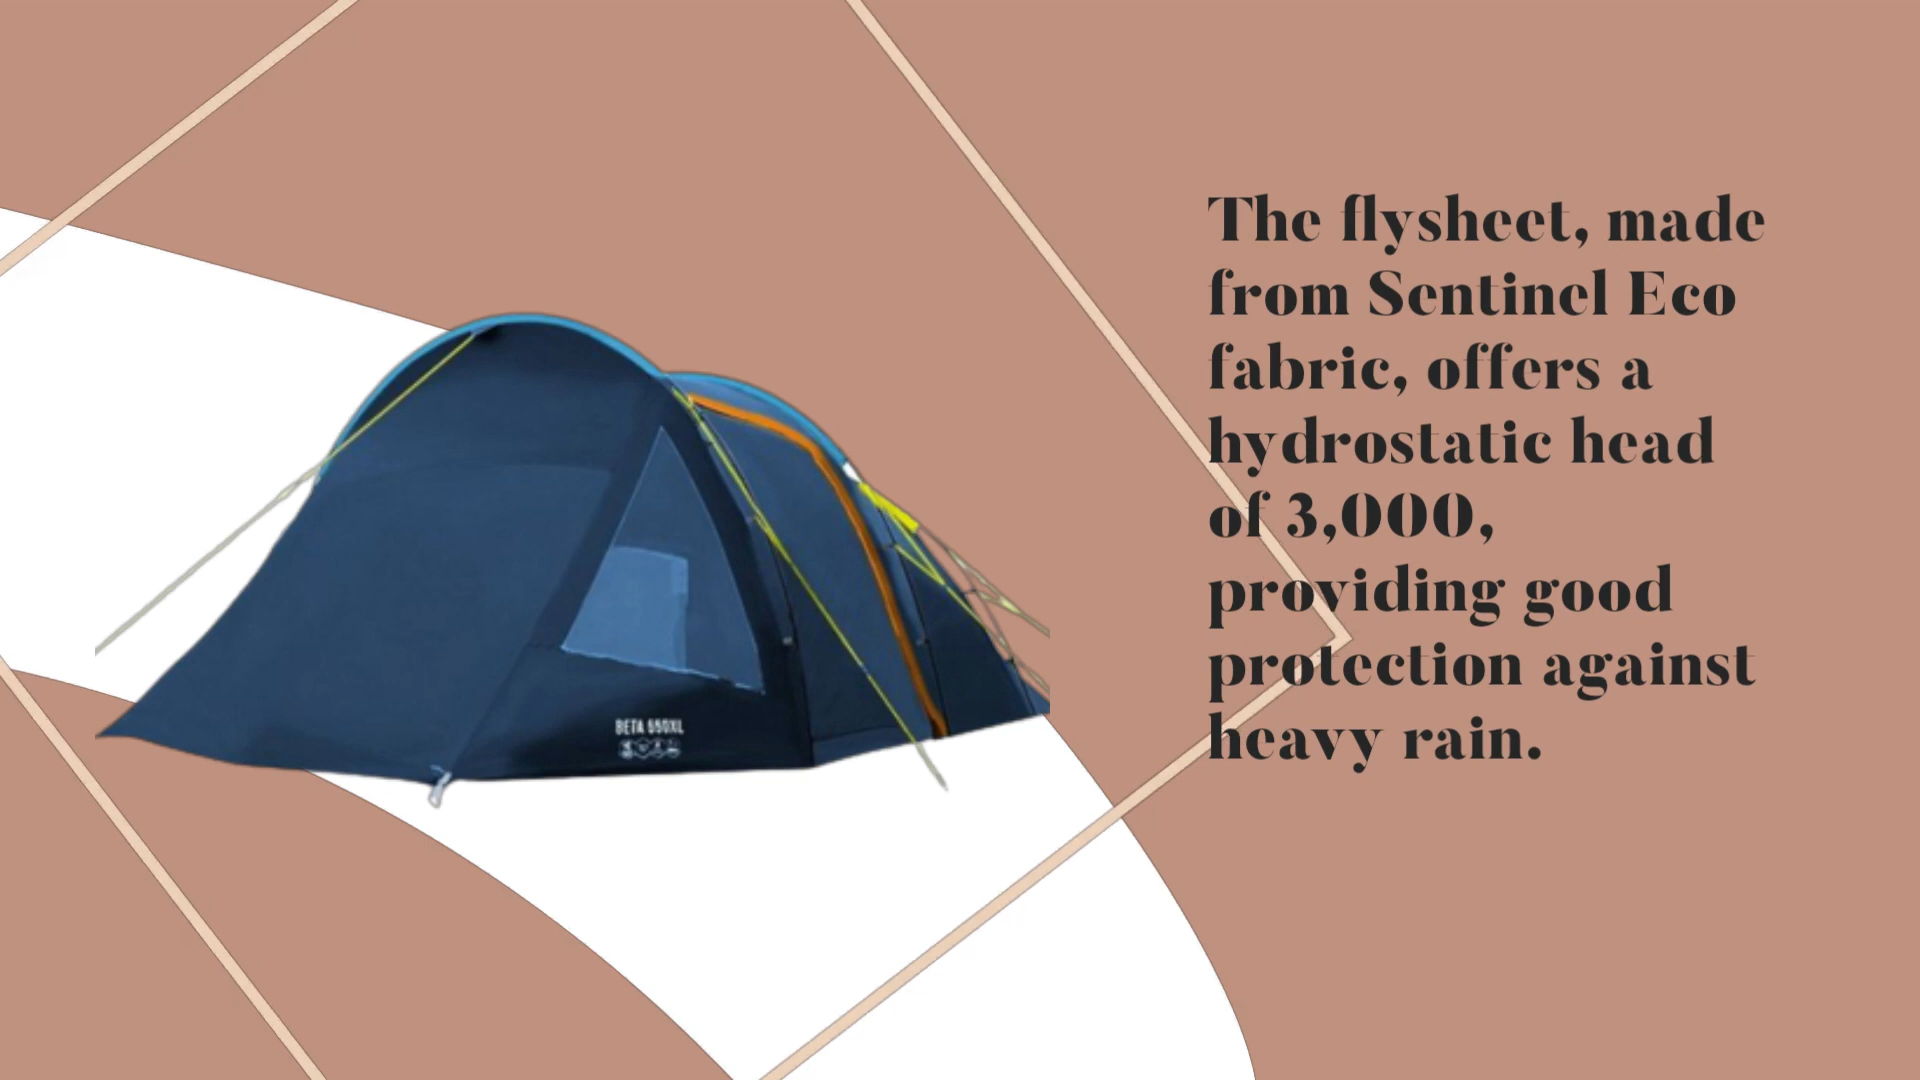 The flysheet, made
from Sentinel Eco
fabric, offers a
hydrostatic head
of 3,000,
providing good
protection against
heavy rain.
BETA 550XL